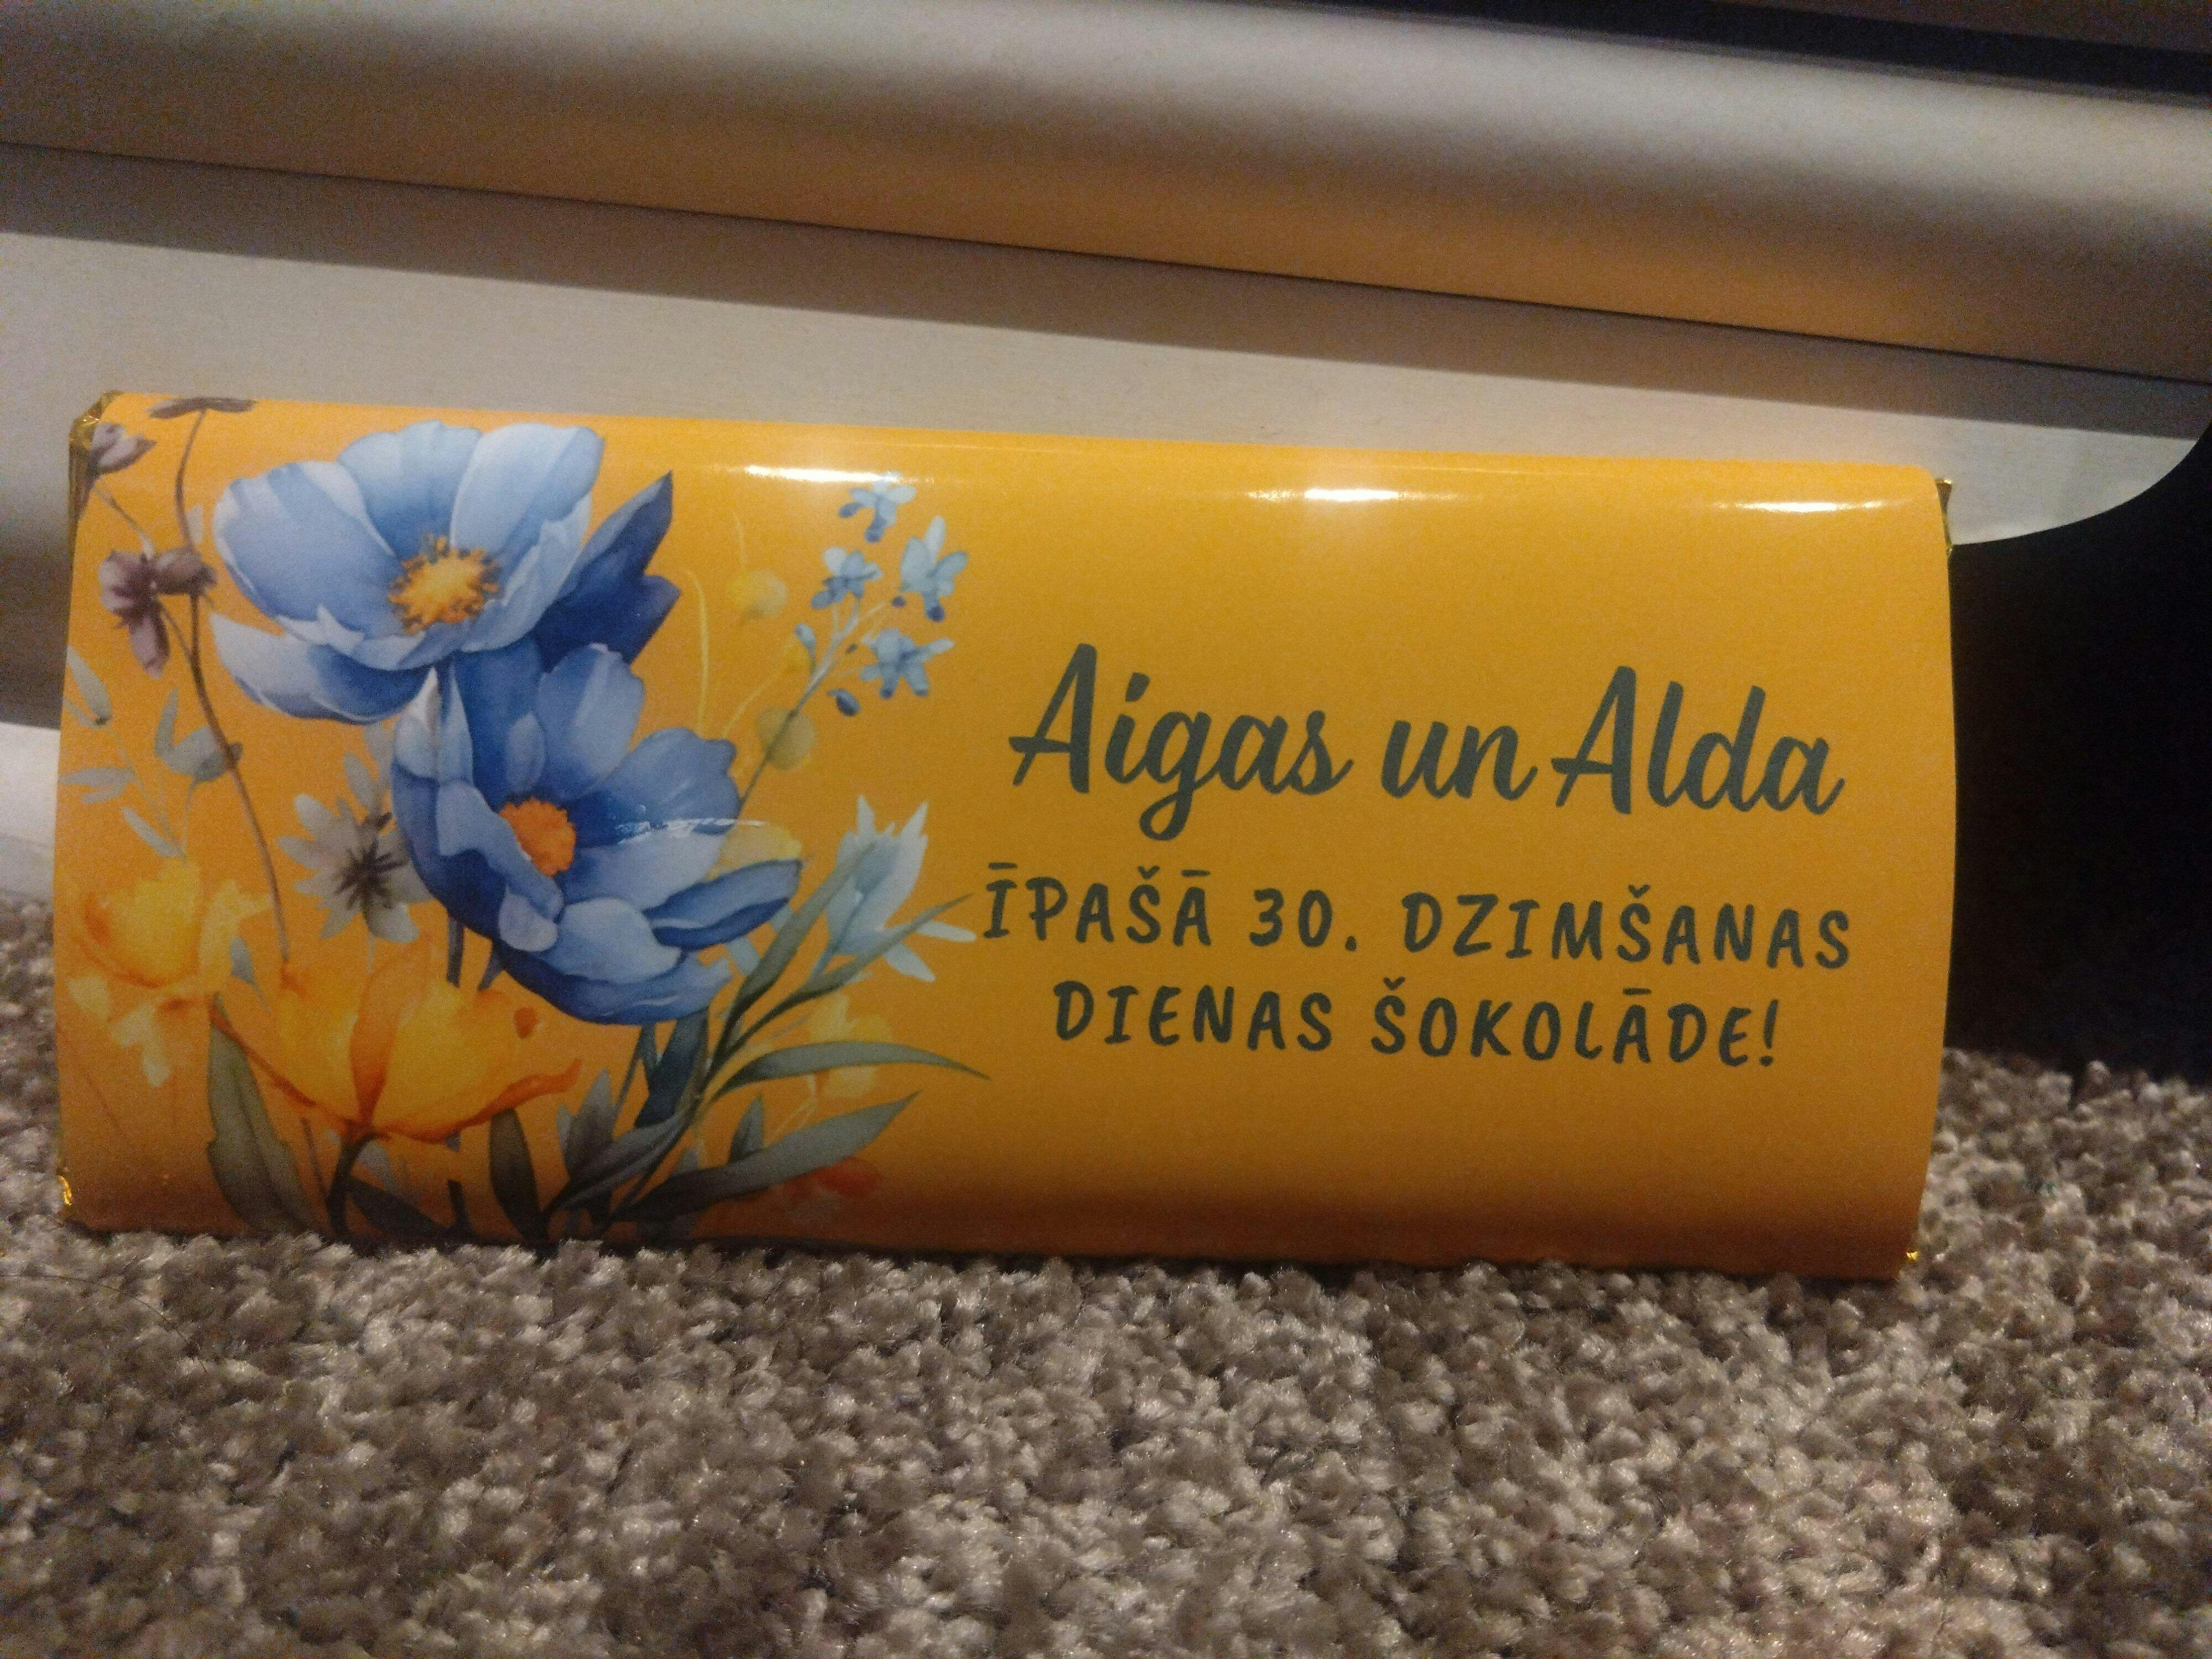 Aigas un Alda
ĪPAŠĀ 30. DZIMŠANAS
DIENAS ŠOKOLĀDE!